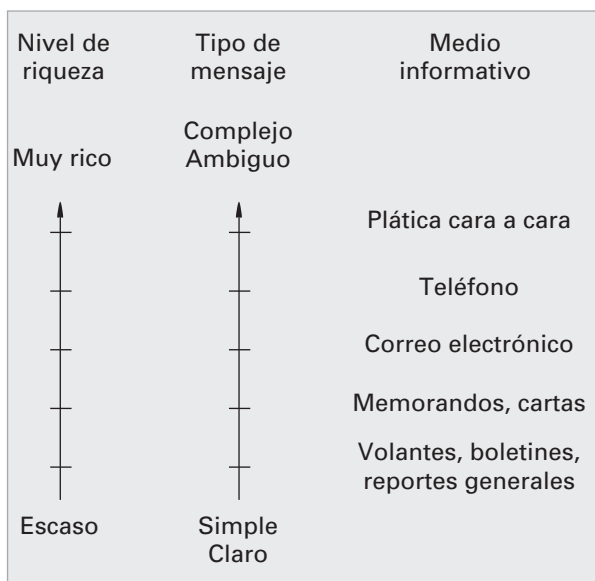 Nivel de
riqueza
Tipo de
mensaje
Medio
informativo
Muy rico
Complejo
Ambiguo
Plática cara a cara
Teléfono
Correo electrónico
Memorandos, cartas
Volantes, boletines,
reportes generales
Escaso
Simple
Claro